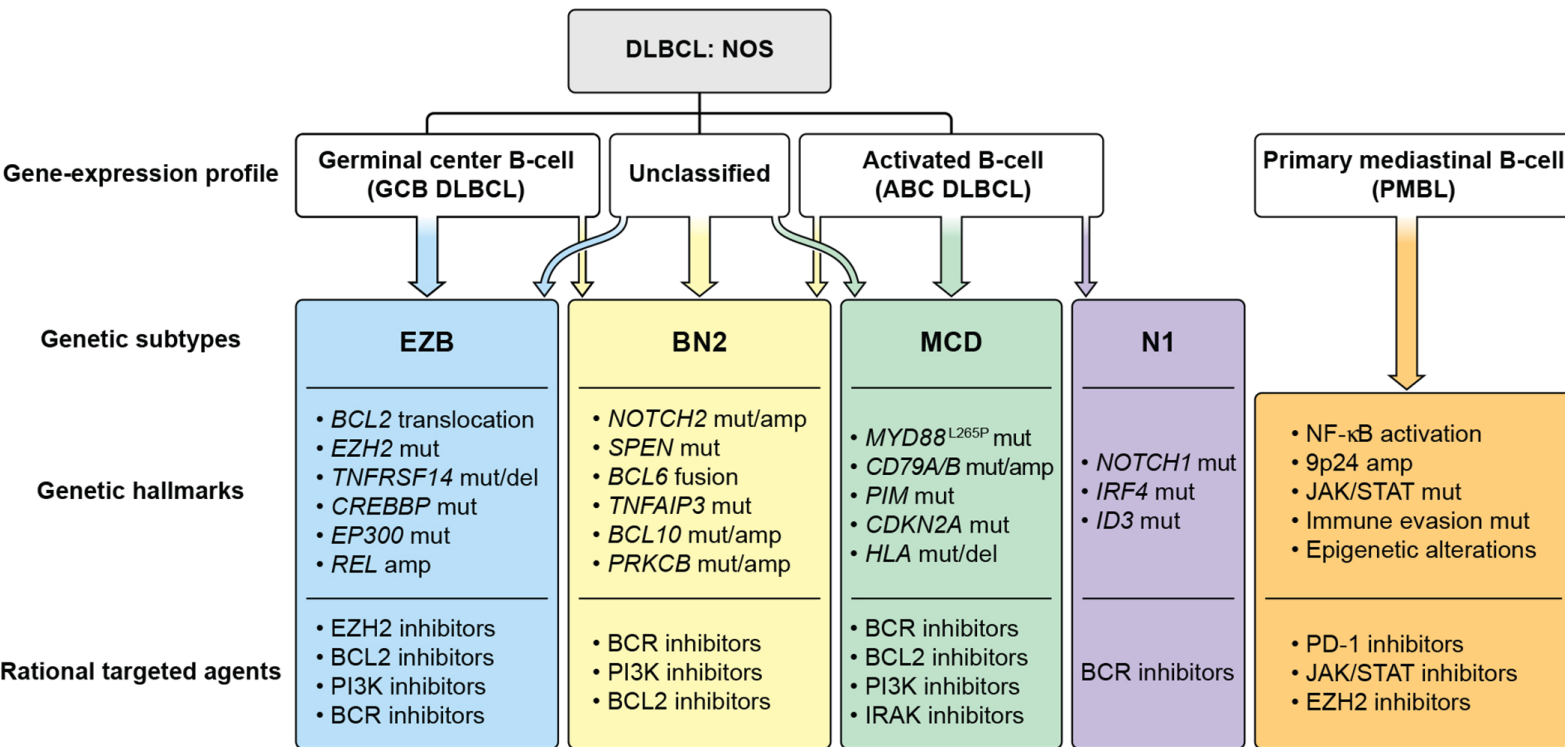 DLBCL: NOS
Gene-expression profile
Germinal center B-cell
(GCB DLBCL)
Unclassified
Activated B-cell
(ABC DLBCL)
Primary mediastinal B-cell
(PMBL)
Genetic subtypes
EZB
BN2
MCD
N1
Genetic hallmarks
• BCL2 translocation
• EZH2 mut
• TNFRSF14 mut/del
• CREBBP mut
• EP300 mut
• REL amp
• NOTCH2 mut/amp
• SPEN mut
• BCL6 fusion
• TNFAIP3 mut
• BCL10 mut/amp
• PRKCB mut/amp
• MYD88 L265P mut
• CD79A/B mut/amp
• PIM mut
• CDKN2A mut
• HLA mut/del
• NOTCH1 mut
• IRF4 mut
• ID3 mut
• NF-κB activation
• 9p24 amp
• JAK/STAT mut
• Immune evasion mut
• Epigenetic alterations
Rational targeted agents
• EZH2 inhibitors
• BCL2 inhibitors
• PI3K inhibitors
• BCR inhibitors
• BCR inhibitors
• PI3K inhibitors
• BCL2 inhibitors
• BCR inhibitors
• BCL2 inhibitors
• PI3K inhibitors
• IRAK inhibitors
BCR inhibitors
• PD-1 inhibitors
• JAK/STAT inhibitors
• EZH2 inhibitors